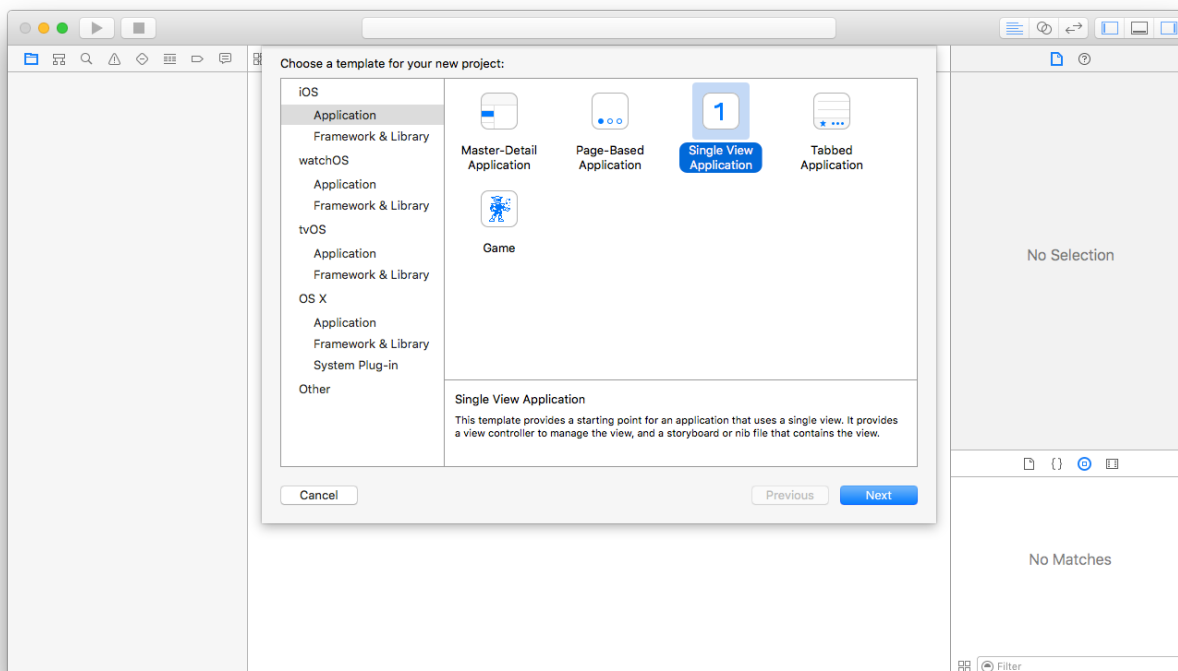 Choose a template for your new project:
iOS
Application
Framework & Library
watchOS
Application
Framework & Library
tvOS
Application
Framework & Library
OS X
Application
Framework & Library
System Plug-in
Other
Master-Detail
Application
Page-Based
Application
1
Single View
Application
Tabbed
Application
Game
Single View Application
This template provides a starting point for an application that uses a single view. It provides
a view controller to manage the view, and a storyboard or nib file that contains the view.
Cancel
Previous
Next
No Selection
{}
No Matches
Filter